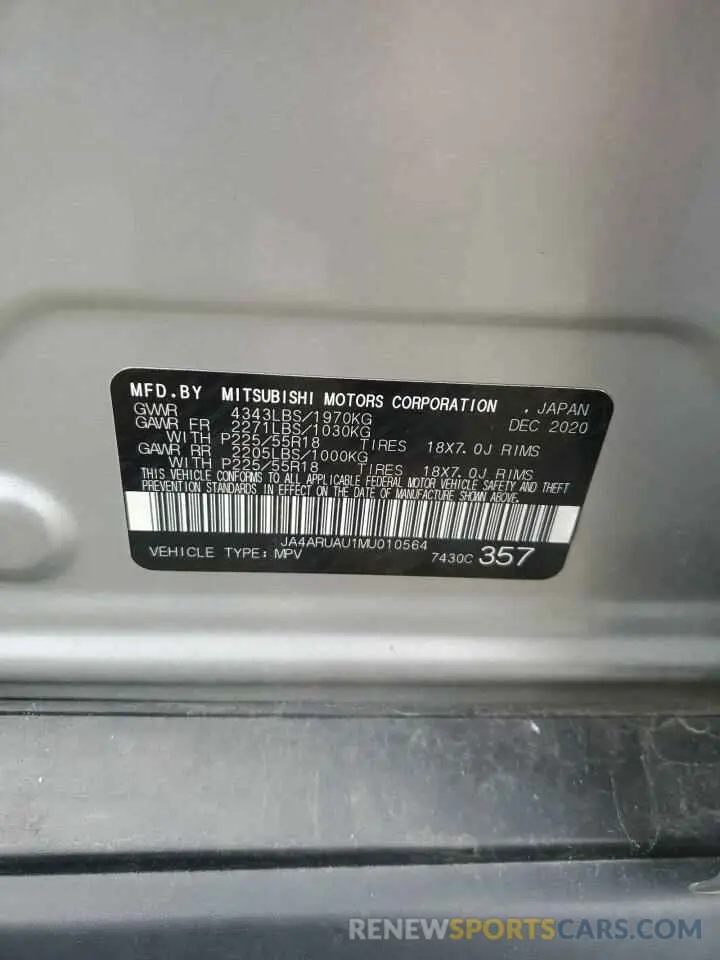 MFD.BY MITSUBISHI MOTORS CORPORATION , JAPAN
GVWR 4343LBS/1970KG DEC 2020
GAWR FR 2271LBS/1030KG
WITH P225/55R18 TIRES 18X7.0J RIMS
GAWR RR 2205LBS/1000KG
WITH P225/55R18 TIRES 18X7.0J RIMS
THIS VEHICLE CONFORMS TO ALL APPLICABLE FEDERAL MOTOR VEHICLE SAFETY AND THEFT
PREVENTION STANDARDS IN EFFECT ON THE DATE OF MANUFACTURE SHOWN ABOVE.
JA4ARUAU1MU010564
VEHICLE TYPE: MPV 7430C 357
RENEWSPORTSCARS.COM